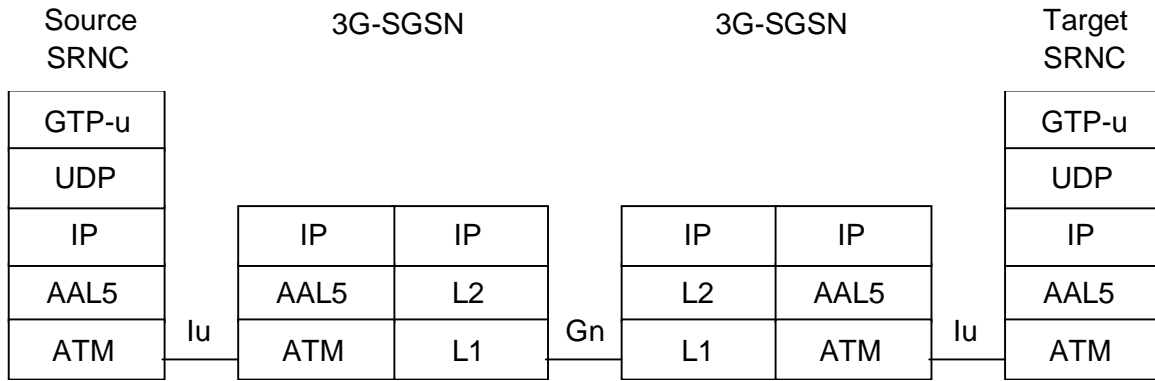 Source
SRNC
3G-SGSN
3G-SGSN
Target
SRNC
GTP-u
GTP-u
UDP
UDP
IP
IP
IP
IP
IP
IP
AAL5
AAL5
L2
L2
AAL5
AAL5
ATM
Iu
ATM
L1
Gn
L1
ATM
Iu
ATM